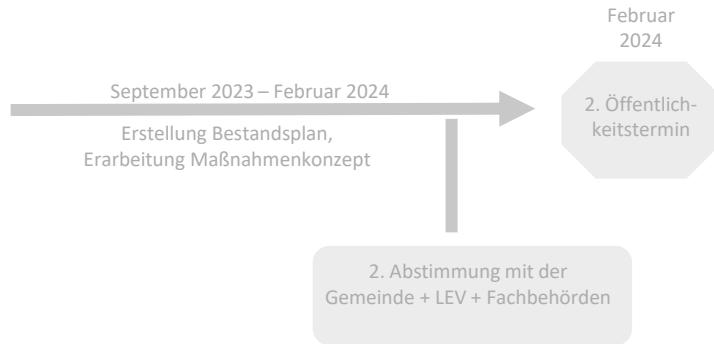 Februar
2024
September 2023 – Februar 2024
2. Öffentlich-
keitstermin
Erstellung Bestandsplan,
Erarbeitung Maßnahmenkonzept
2. Abstimmung mit der
Gemeinde + LEV + Fachbehörden